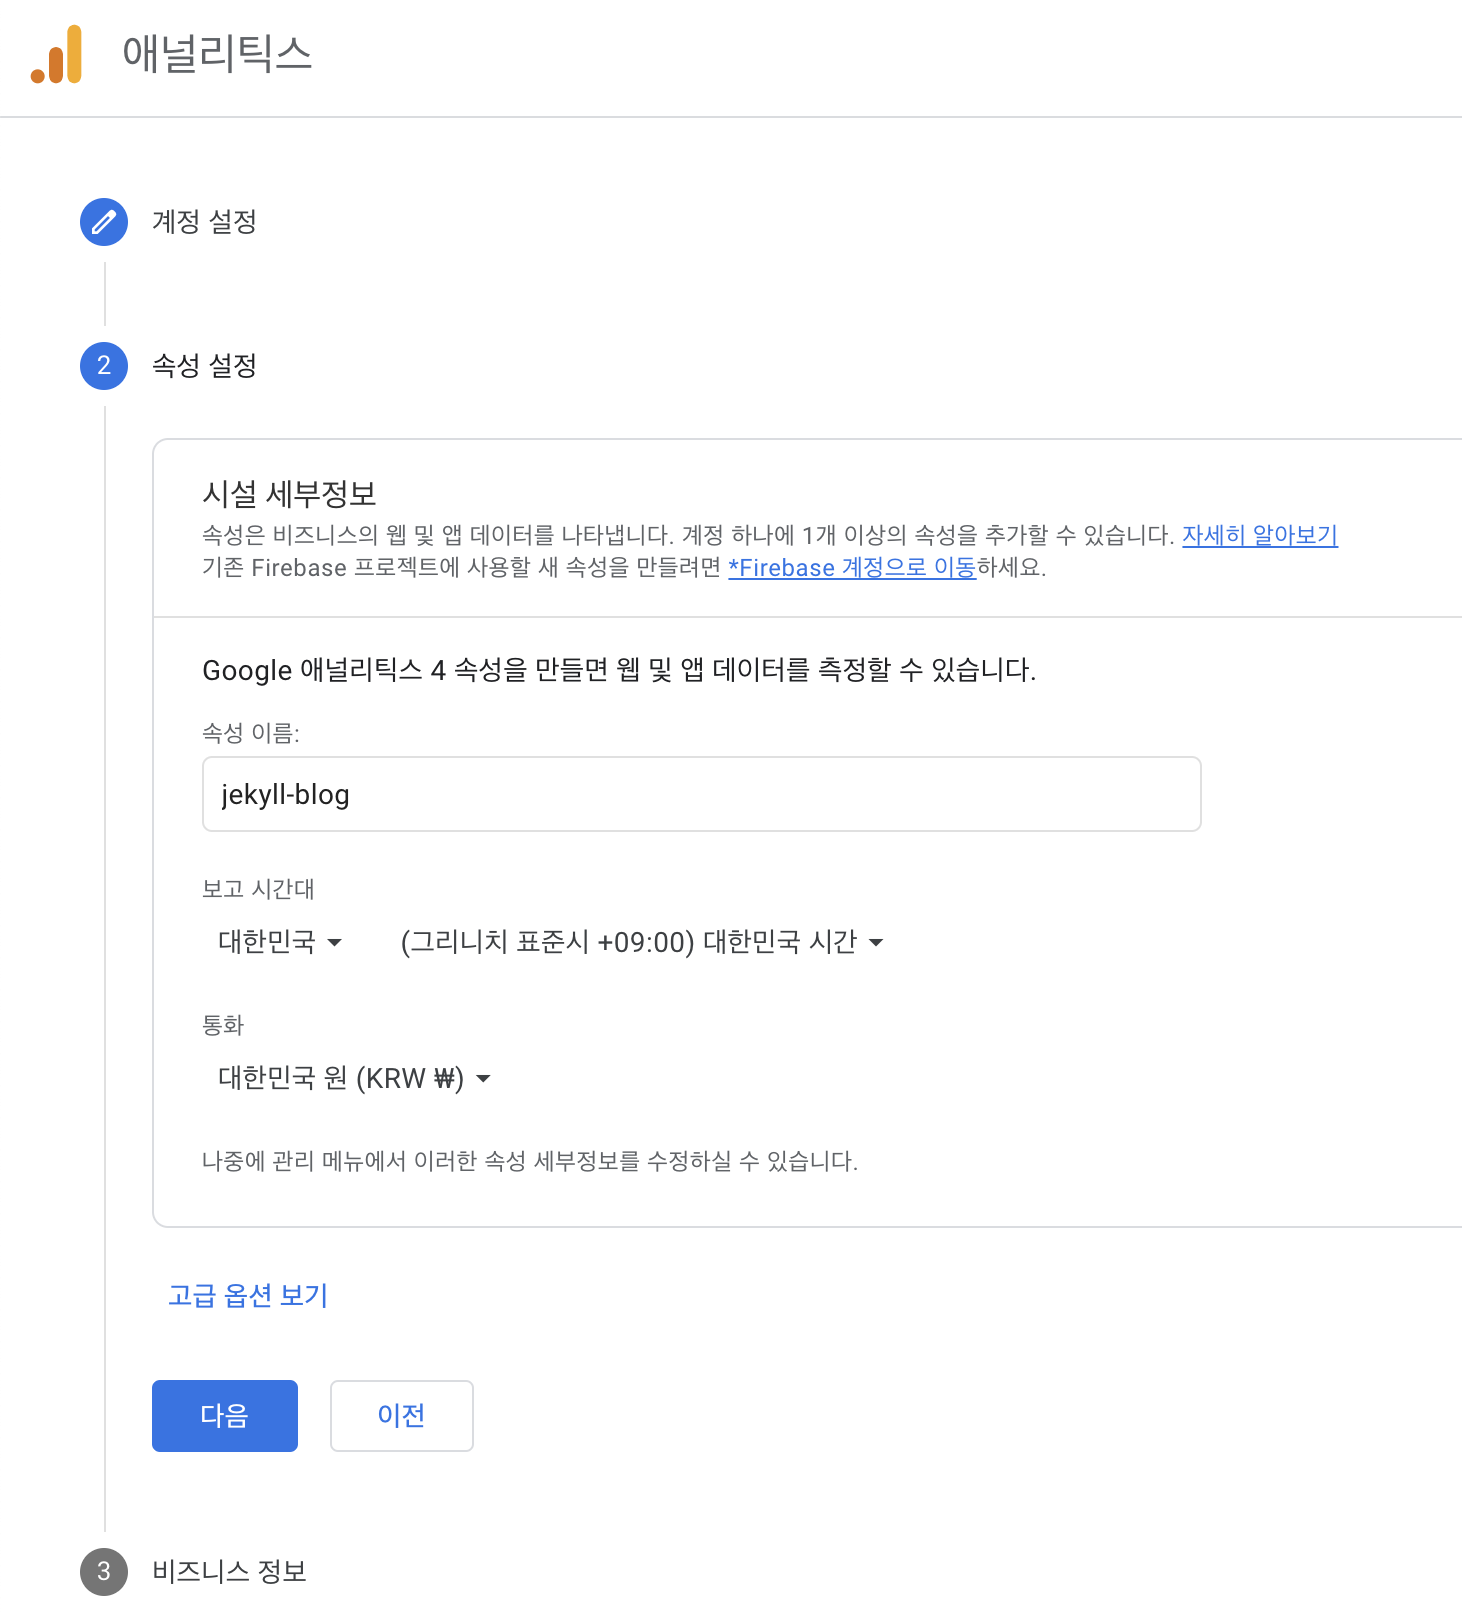 애널리틱스
계정 설정
2 속성 설정
시설 세부정보
속성은 비즈니스의 웹 및 앱 데이터를 나타냅니다. 계정 하나에 1개 이상의 속성을 추가할 수 있습니다. 자세히 알아보기
기존 Firebase 프로젝트에 사용할 새 속성을 만들려면 *Firebase 계정으로 이동하세요.
Google 애널리틱스 4 속성을 만들면 웹 및 앱 데이터를 측정할 수 있습니다.
속성 이름:
jekyll-blog
보고 시간대
대한민국 (그리니치 표준시 +09:00) 대한민국 시간
통화
대한민국 원 (KRW ₩)
나중에 관리 메뉴에서 이러한 속성 세부정보를 수정하실 수 있습니다.
고급 옵션 보기
다음 이전
3 비즈니스 정보